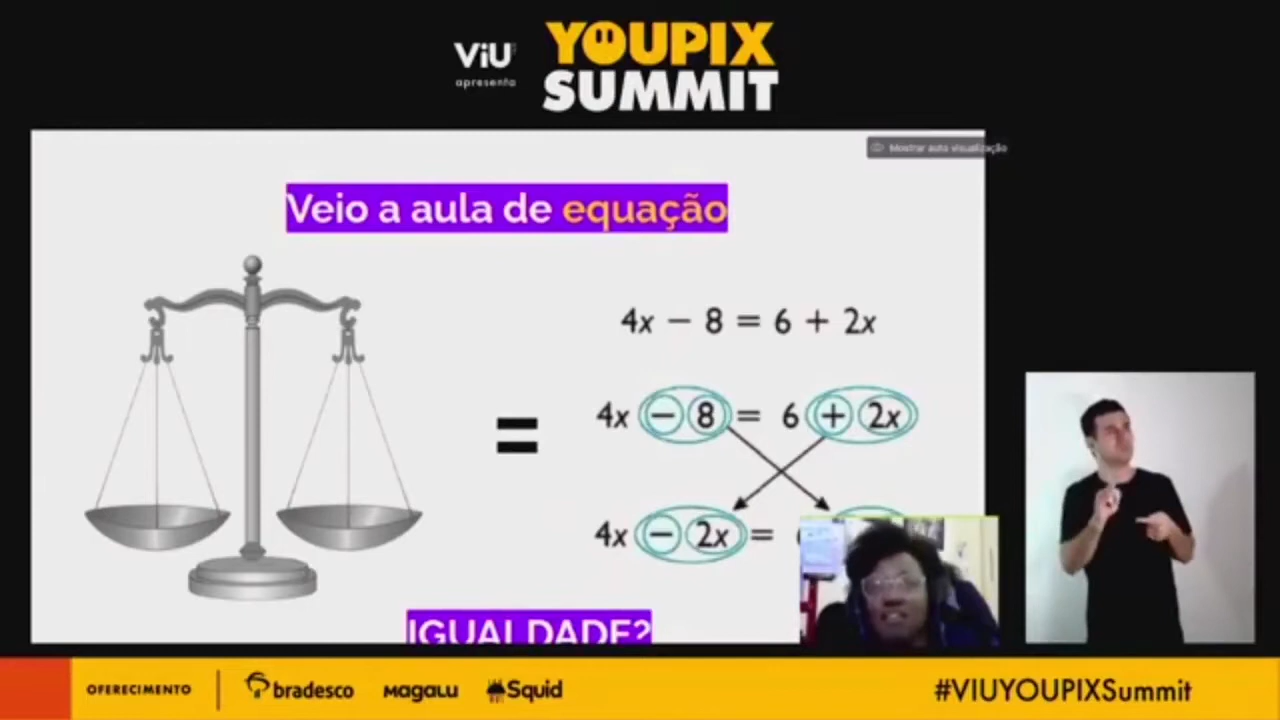 ViU
apresenta
YOUPIX
SUMMIT
Mostrar auto visualização
Veio a aula de equação
4x − 8 = 6 + 2x
4x − 8 = 6 + 2x
=
4x − 2x =
IGUALDADE?
OFERECIMENTO
bradesco
MAGALU
Squid
#VIUYOUPIXSummit